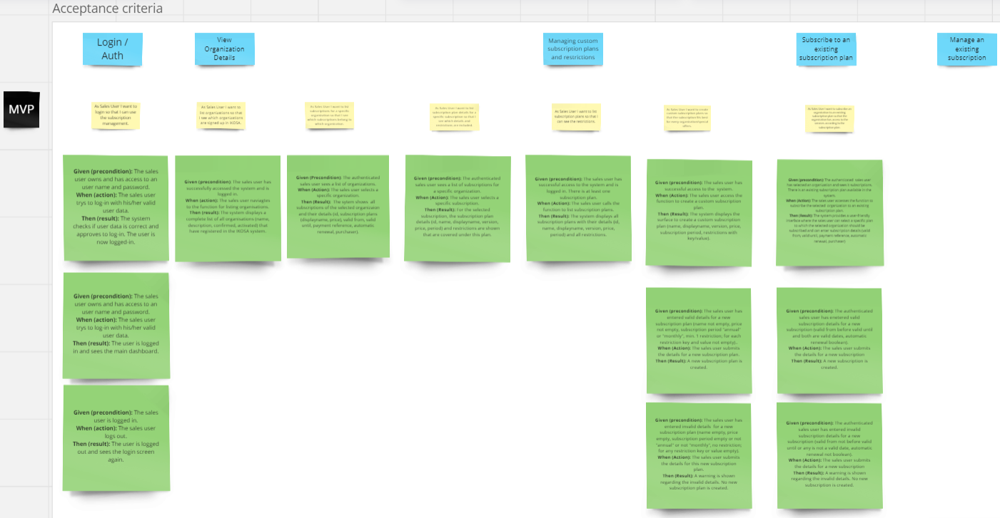 Acceptance criteria
Login /
Auth
View
Organization
Details
Managing custom
subscription plans
and restrictions
Subscribe to an
existing
subscription plan
Manage an
existing
subscription
MVP
As Sales User I want to
login so that I can use
the subscription
management.
As Sales User I want to
list organizations so that
I see which organizations
are signed up in IKOSA.
As Sales User I want to list
subscriptions for a specific
organization so that I see
which subscriptions belong to
which organization.
As Sales User I want to list
subscription plan details for a
specific subscription so that I
see which details and
restrictions are included.
As Sales User I want to list
subscription plans so that I
can see the restrictions.
As Sales User I want to create
custom subscription plans so
that the subscription fits best
for every organisation/special
offers.
As Sales User I want to subscribe an
organization to an existing
subscription plan so that the
organization has access to the
services according to the
subscription plan.
Given (precondition): The sales
user owns and has access to an
user name and password.
When (action): The sales user
trys to log-in with his/her valid
user data.
Then (result): The system
checks if user data is correct and
approves to log-in. The user is
now logged-in.
Given (precondition): The sales user has
successfully accessed the system and is
logged in.
When (action): The sales user navigates
to the function for listing organisations.
Then (result): The system displays a
complete list of all organisations (name,
description, confirmed, activated) that
have registered in the IKOSA system.
Given (Precondition): The authenticated
sales user sees a list of organizations.
When (Action): The sales user selects a
specific organization.
Then (Result): The sytem shows all
subscriptions of the selected organizaion
and their details (id, subscription plans
(displayname, price), valid from, valid
until, payment reference, automatic
renewal, purchaser).
Given (precondition): The authenticated
sales user sees a list of subscriptions for
a specific organization.
When (Action): The sales user selects a
specific subscription.
Then (Result): For the selected
subscription, the subscription plan
details (id, name, displayname, version,
price, period) and restrictions are shown
that are covered under this plan.
Given (precondition): The sales user has
successful access to the system and is
logged in. There is at least one
subscription plan.
When (Action): The sales user calls the
function to list subscription plans.
Then (Result): The system displays all
subscription plans with their details (id,
name, displayname, version, price,
period) and all restrictions.
Given (precondition): The sales user has
successful access to the system.
When (Action): The sales user access the
function to create a custom subscription
plan.
Then (Result): The system displays the
surface to create a custom subscription
plan (name, displayname, version, price,
subscription period, restrictions with
key/value).
Given (precondition): The authenticated sales user
has selected an organisation and sees it subscriptions.
There is an existing subscription plan available in the
system.
When (Action): The sales user accesses the function to
subscribe the selected organisation to an existing
subscription plan.
Then (Result): The system provides a user-friendly
interface where the sales user can select a specific plan
to which the selected organization should be
subscribed and can enter subscription details (valid
from, valid until, payment reference, automatic
renewal, purchaser)
Given (precondition): The sales
user owns and has access to an
user name and password.
When (action): The sales user
trys to log-in with his/her valid
user data.
Then (result): The user is logged
in and sees the main dashboard.
Given (precondition): The sales user has
entered valid details for a new
subscription plan (name not empty, price
not empty, subscription period "annual"
or "monthly", min. 1 restriction; for each
restriction key and value not empty).
When (Action): The sales user submits
the details for a new subscription plan.
Then (Result): A new subscription plan is
created.
Given (precondition): The authenticated
sales user has enetered valid
subscription details for a new
subscription (valid from before valid until
and both are valid dates, automatic
renewal boolean).
When (Action): The sales user submits
the details for a new subscription
Then (Result): A new subscription is
created.
Given (precondition): The sales
user is logged in.
When (action): The sales user
logs out.
Then (result): The user is logged
out and sees the login screen
again.
Given (precondition): The sales user has
entered invalid details for a new
subscription plan (name empty, price
empty, subscription period empty or not
"annual" or not "monthly", no restriction;
for any restriction key or value empty).
When (Action): The sales user submits
the details for this new subscription
plan.
Then (Result): A warning is shown
regarding the invalid details. No new
subscription plan is created.
Given (precondition): The authenticated
sales user has entered invalid
subscription details for a new
subscription (valid from not before valid
until or any is not a valid date, automatic
renewal not boolean).
When (Action): The sales user submits
the details for a new subscription
Then (Result): A warning is shown
regarding the invalid details. No new
subscription is created.